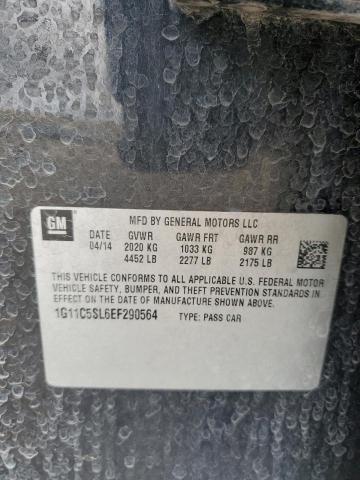 GM
MFD BY GENERAL MOTORS LLC
DATE GVWR GAWR FRT GAWR RR
04/14 2020 KG 1033 KG 987 KG
4452 LB 2277 LB 2175 LB
THIS VEHICLE CONFORMS TO ALL APPLICABLE U.S. FEDERAL MOTOR
VEHICLE SAFETY, BUMPER, AND THEFT PREVENTION STANDARDS IN
EFFECT ON THE DATE OF MANUFACTURE SHOWN ABOVE.
1G11C5SL6EF290564 TYPE: PASS CAR